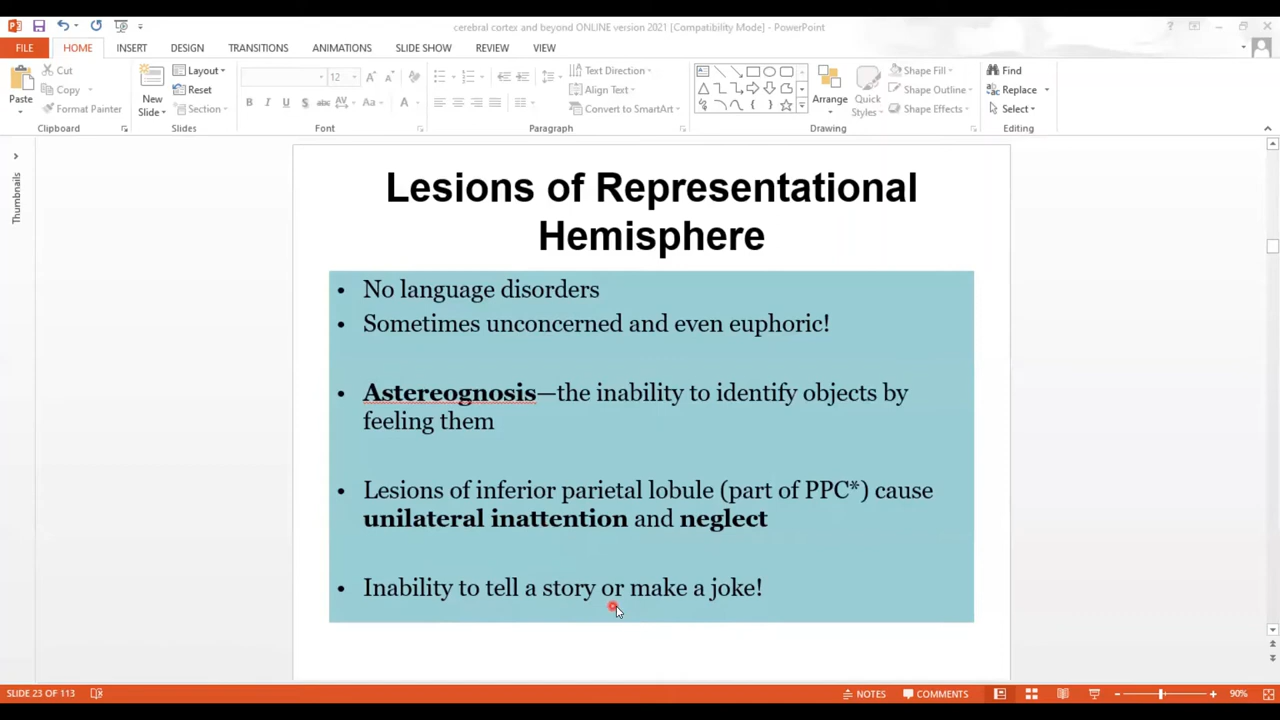 cerebral cortex and beyond ONLINE version 2021 [Compatibility Mode] - PowerPoint
FILE HOME INSERT DESIGN TRANSITIONS ANIMATIONS SLIDE SHOW REVIEW VIEW
Paste
Cut
Copy
Format Painter
Clipboard
New
Slide
Layout
Reset
Section
Slides
12
B I U S abc AV Aa A
Font
Text Direction
Align Text
Convert to SmartArt
Paragraph
Arrange
Quick
Styles
Shape Fill
Shape Outline
Shape Effects
Drawing
Find
Replace
Select
Editing
Thumbnails
Lesions of Representational
Hemisphere
• No language disorders
• Sometimes unconcerned and even euphoric!
• Astereognosis—the inability to identify objects by
feeling them
• Lesions of inferior parietal lobule (part of PPC*) cause
unilateral inattention and neglect
• Inability to tell a story or make a joke!
SLIDE 23 OF 113
NOTES
COMMENTS
90%